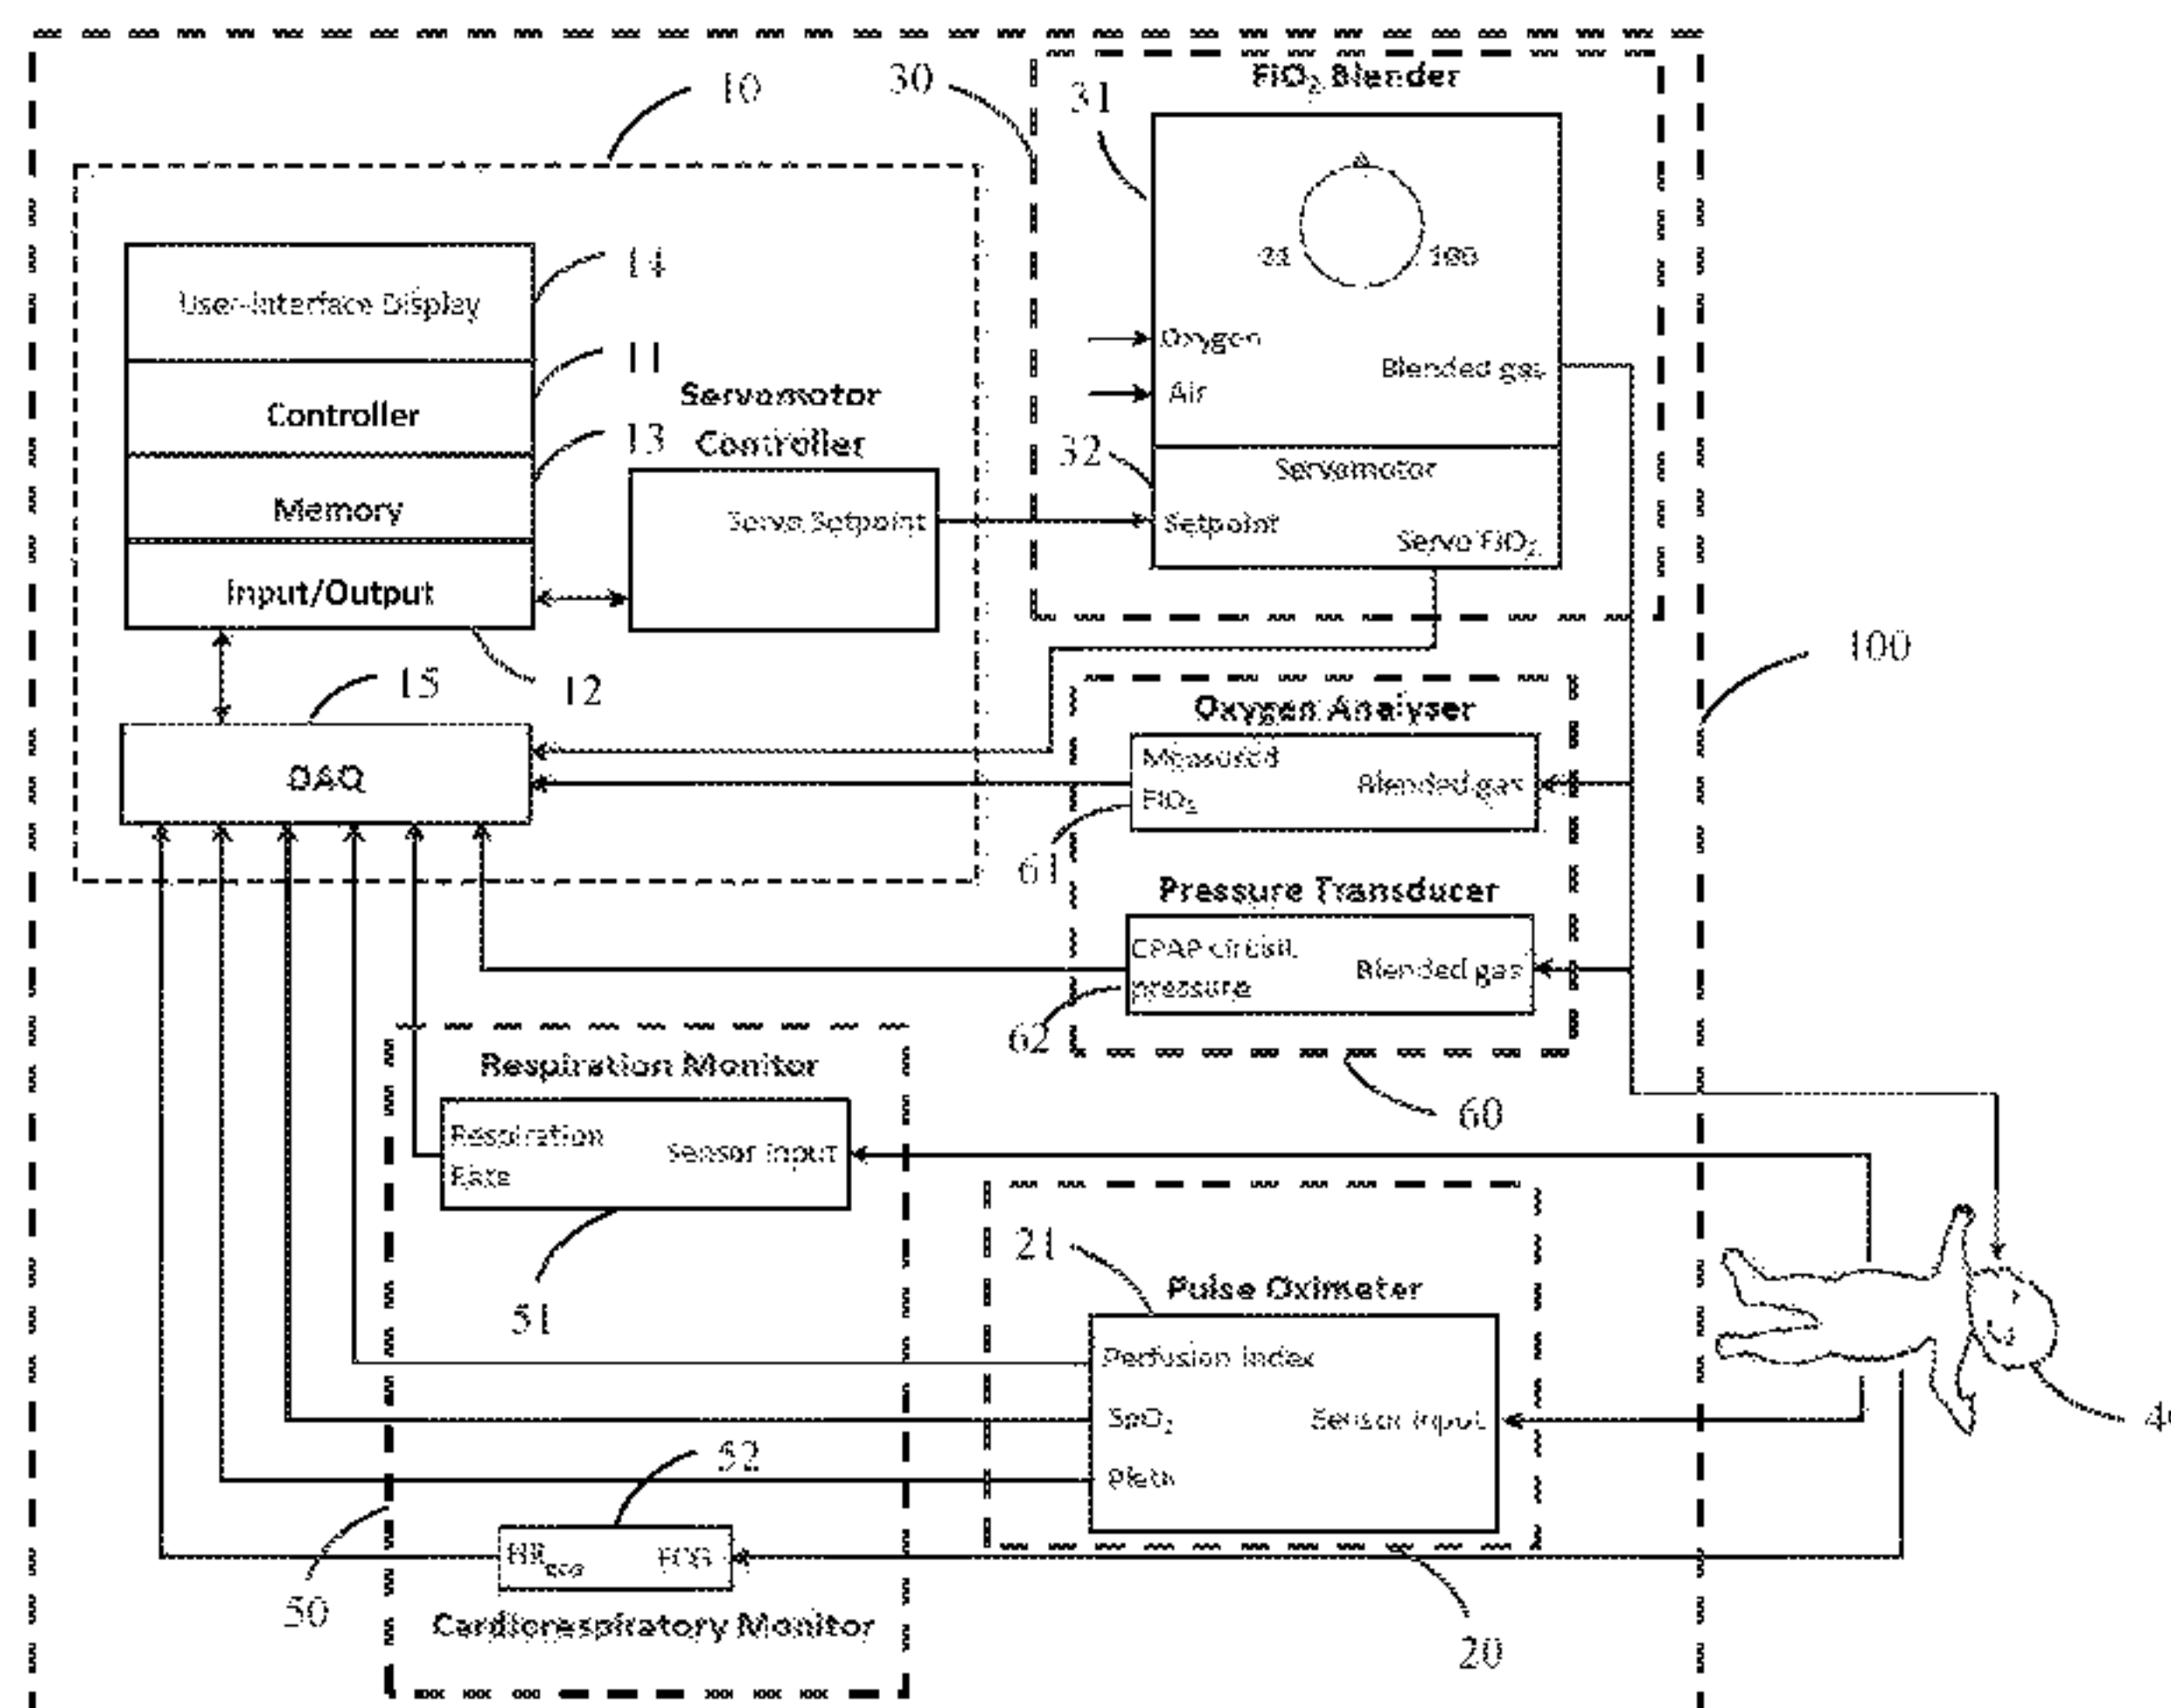 10
30
FiO2 Blender
31
14
User-Interface Display
21
100
11
Controller
Servomotor
Controller
Oxygen
Air
Blended gas
13
Memory
32
Servomotor
Servo Setpoint
Setpoint
Servo FiO2
Input/Output
12
15
DAQ
100
Oxygen Analyser
Measured
FiO2
Blended gas
61
Pressure Transducer
CPAP circuit
pressure
Blended gas
62
60
Respiration Monitor
Respiration
Rate
Sensor input
51
21
Pulse Oximeter
Perfusion Index
SpO2
Sensor input
Pleth
52
HR
ECG
Cardiorespiratory Monitor
50
20